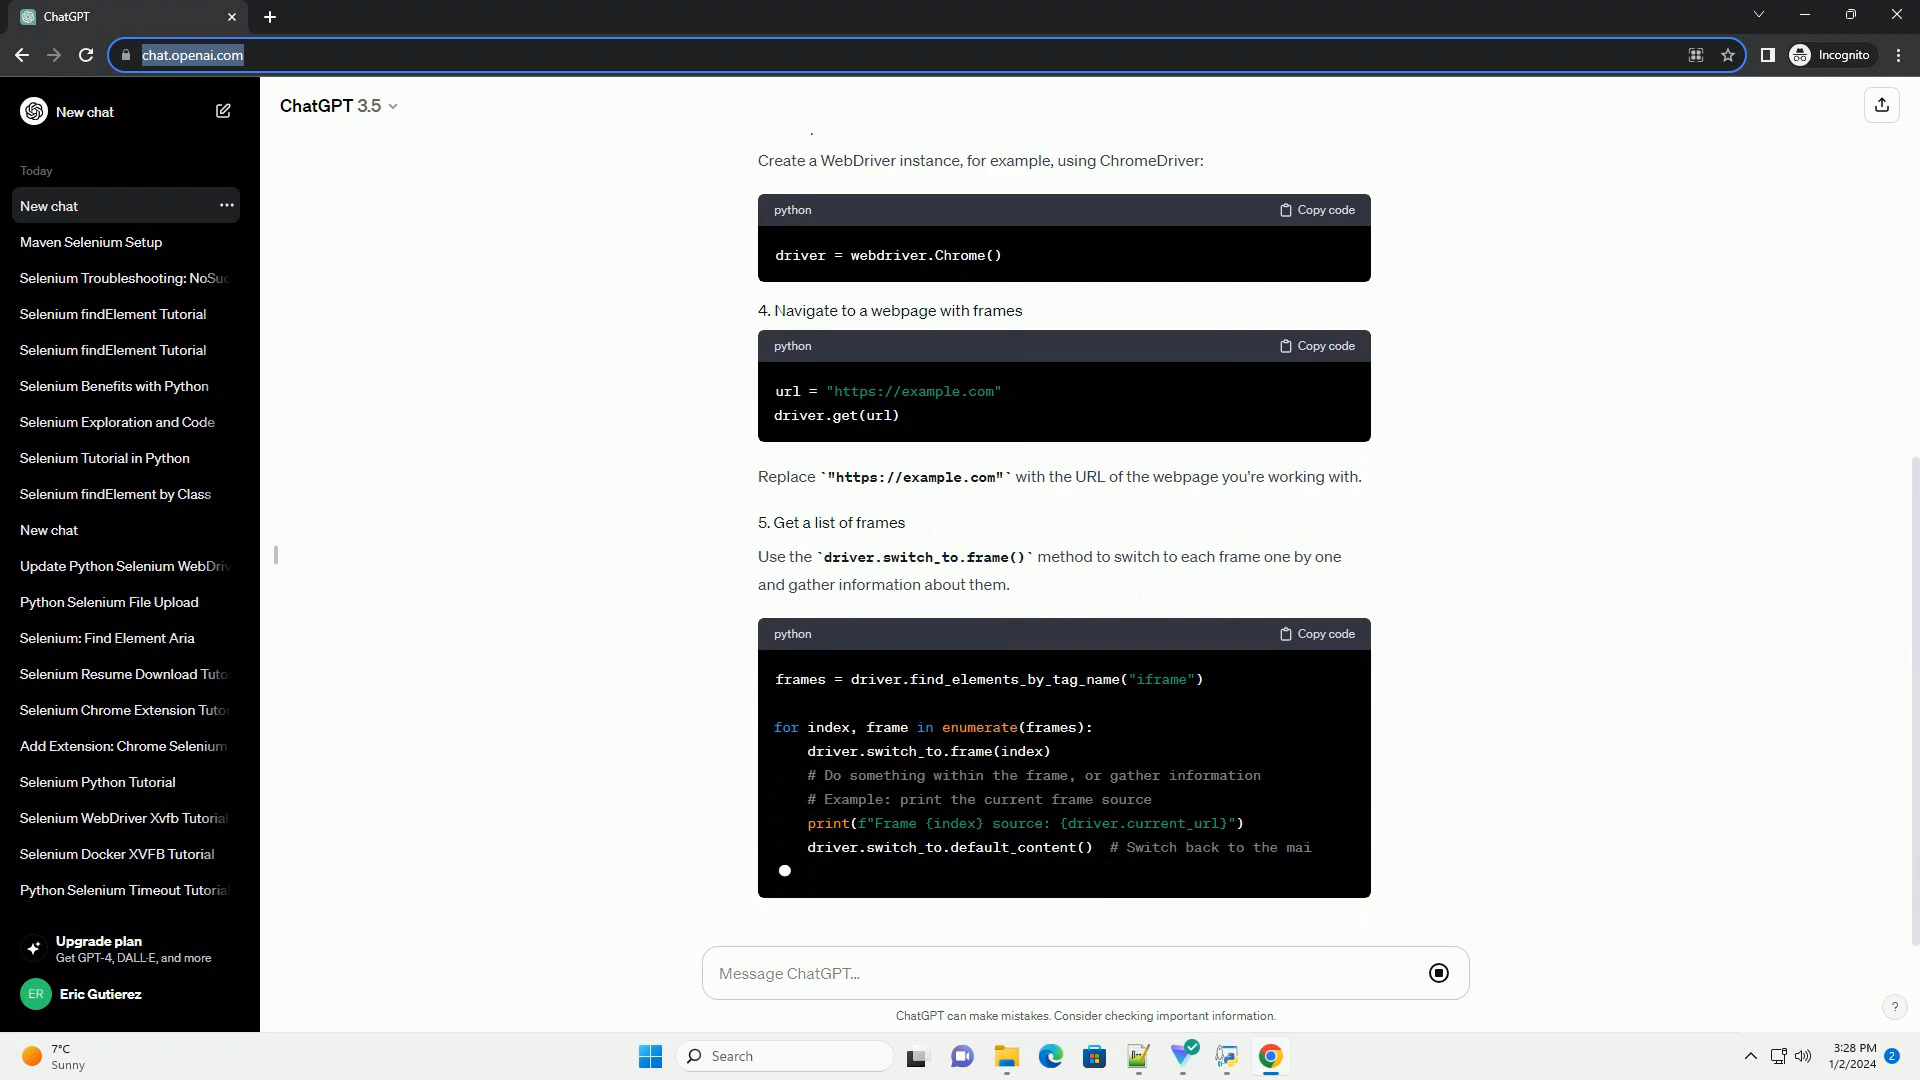 ChatGPT
chat.openai.com
Incognito
New chat
Today
New chat
Maven Selenium Setup
Selenium Troubleshooting: NoSuc
Selenium findElement Tutorial
Selenium findElement Tutorial
Selenium Benefits with Python
Selenium Exploration and Code
Selenium Tutorial in Python
Selenium findElement by Class
New chat
Update Python Selenium WebDriv
Python Selenium File Upload
Selenium: Find Element Aria
Selenium Resume Download Tuto
Selenium Chrome Extension Tuto
Add Extension: Chrome Selenium
Selenium Python Tutorial
Selenium WebDriver Xvfb Tutorial
Selenium Docker XVFB Tutorial
Python Selenium Timeout Tutoria
Upgrade plan
Get GPT-4, DALL·E, and more
ER
Eric Gutierez
ChatGPT 3.5
Create a WebDriver instance, for example, using ChromeDriver:
python
Copy code
driver = webdriver.Chrome()
4. Navigate to a webpage with frames
python
Copy code
url = "https://example.com"
driver.get(url)
Replace `"https://example.com"` with the URL of the webpage you're working with.
5. Get a list of frames
Use the `driver.switch_to.frame()` method to switch to each frame one by one
and gather information about them.
python
Copy code
frames = driver.find_elements_by_tag_name("iframe")
for index, frame in enumerate(frames):
driver.switch_to.frame(index)
# Do something within the frame, or gather information
# Example: print the current frame source
print(f"Frame {index} source: {driver.current_url}")
driver.switch_to.default_content()  # Switch back to the mai
Message ChatGPT...
ChatGPT can make mistakes. Consider checking important information.
?
7°C
Sunny
Search
3:28 PM
1/2/2024
2